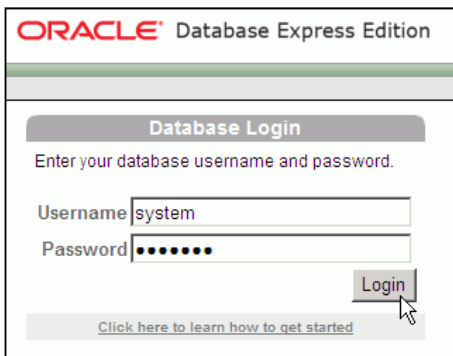 ORACLE® Database Express Edition
Database Login
Enter your database username and password.
Username system
Password •••••••
Login
Click here to learn how to get started